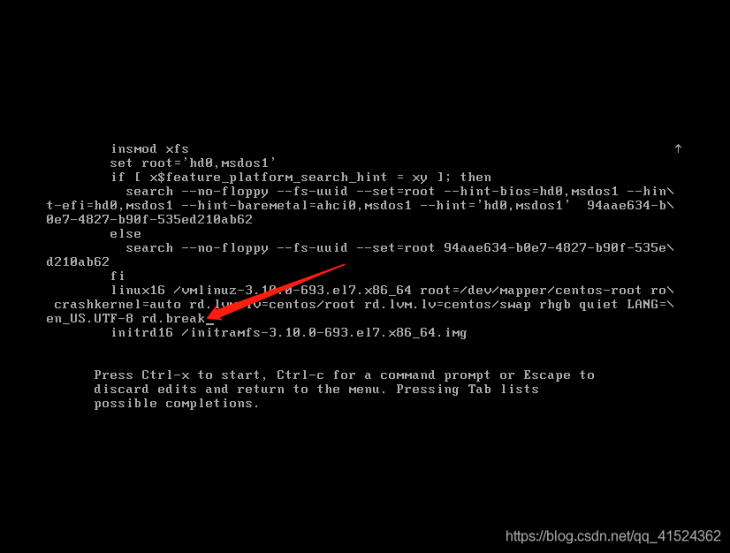 insmod xfs ↑
set root='hd0,msdos1'
if [ x$feature_platform_search_hint = xy ]; then
search --no-floppy --fs-uuid --set=root --hint-bios=hd0,msdos1 --hin\
t-efi=hd0,msdos1 --hint-baremetal=ahci0,msdos1 --hint='hd0,msdos1'  94aae634-b\
0e7-4827-b90f-535ed210ab62
else
search --no-floppy --fs-uuid --set=root 94aae634-b0e7-4827-b90f-535e\
d210ab62
fi
linux16 /vmlinuz-3.10.0-693.el7.x86_64 root=/dev/mapper/centos-root ro\
crashkernel=auto rd.lvm.lv=centos/root rd.lvm.lv=centos/swap rhgb quiet LANG=\
en_US.UTF-8 rd.break_
initrd16 /initramfs-3.10.0-693.el7.x86_64.img
Press Ctrl-x to start, Ctrl-c for a command prompt or Escape to
discard edits and return to the menu. Pressing Tab lists
possible completions.
https://blog.csdn.net/qq_41524362